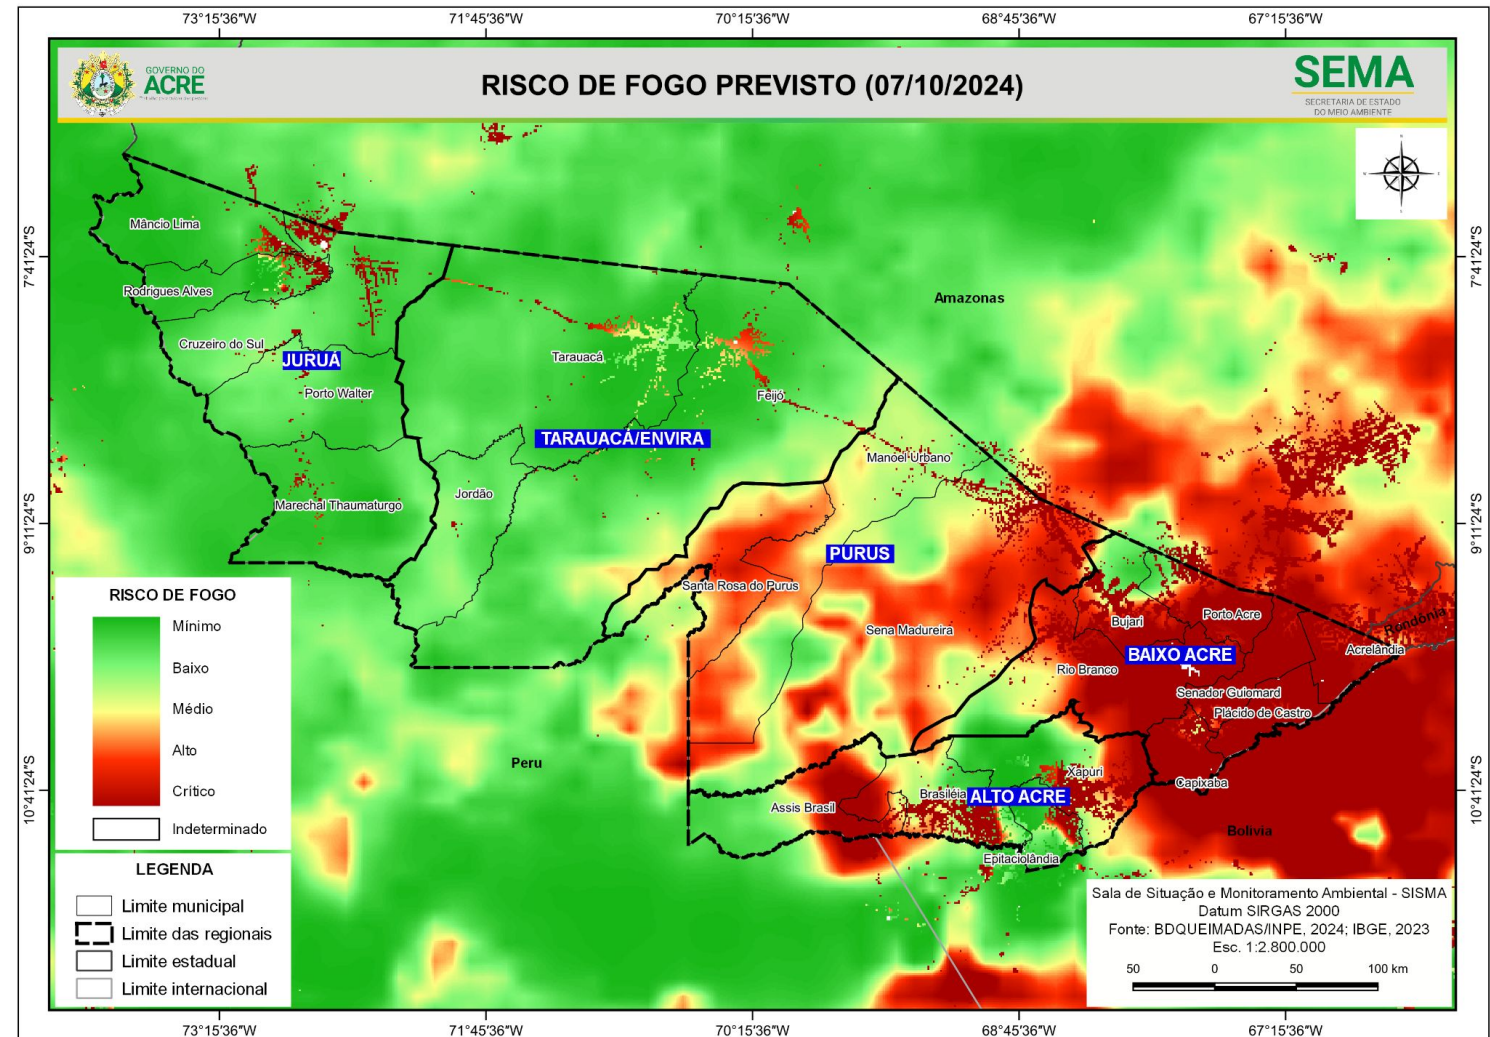 73°15'36"W
71°45'36"W
70°15'36"W
68°45'36"W
67°15'36"W
GOVERNO DO
ACRE
RISCO DE FOGO PREVISTO (07/10/2024)
SEMA
SECRETARIA DE ESTADO
DO MEIO AMBIENTE
N
Mâncio Lima
7°41'24"S
7°41'24"S
Rodrigues Alves
Amazonas
Cruzeiro do Sul
JURUÁ
Tarauacá
Porto Walter
Feijó
TARAUACÁ/ENVIRA
Manoel Urbano
Jordão
Marechal Thaumaturgo
9°11'24"S
9°11'24"S
PURUS
Santa Rosa do Purus
RISCO DE FOGO
Mínimo
Baixo
Médio
Alto
Crítico
Indeterminado
Porto Acre
Bujari
Rondônia
Sena Madureira
Acrelândia
BAIXO ACRE
Rio Branco
Senador Guiomard
Plácido de Castro
Peru
Xapuri
Capixaba
10°41'24"S
10°41'24"S
Brasiléia
ALTO ACRE
Assis Brasil
Bolivia
Epitaciolândia
LEGENDA
Limite municipal
Limite das regionais
Limite estadual
Limite internacional
Sala de Situação e Monitoramento Ambiental - SISMA
Datum SIRGAS 2000
Fonte: BDQUEIMADAS/INPE, 2024; IBGE, 2023
Esc. 1:2.800.000
50 0 50 100 km
73°15'36"W
71°45'36"W
70°15'36"W
68°45'36"W
67°15'36"W